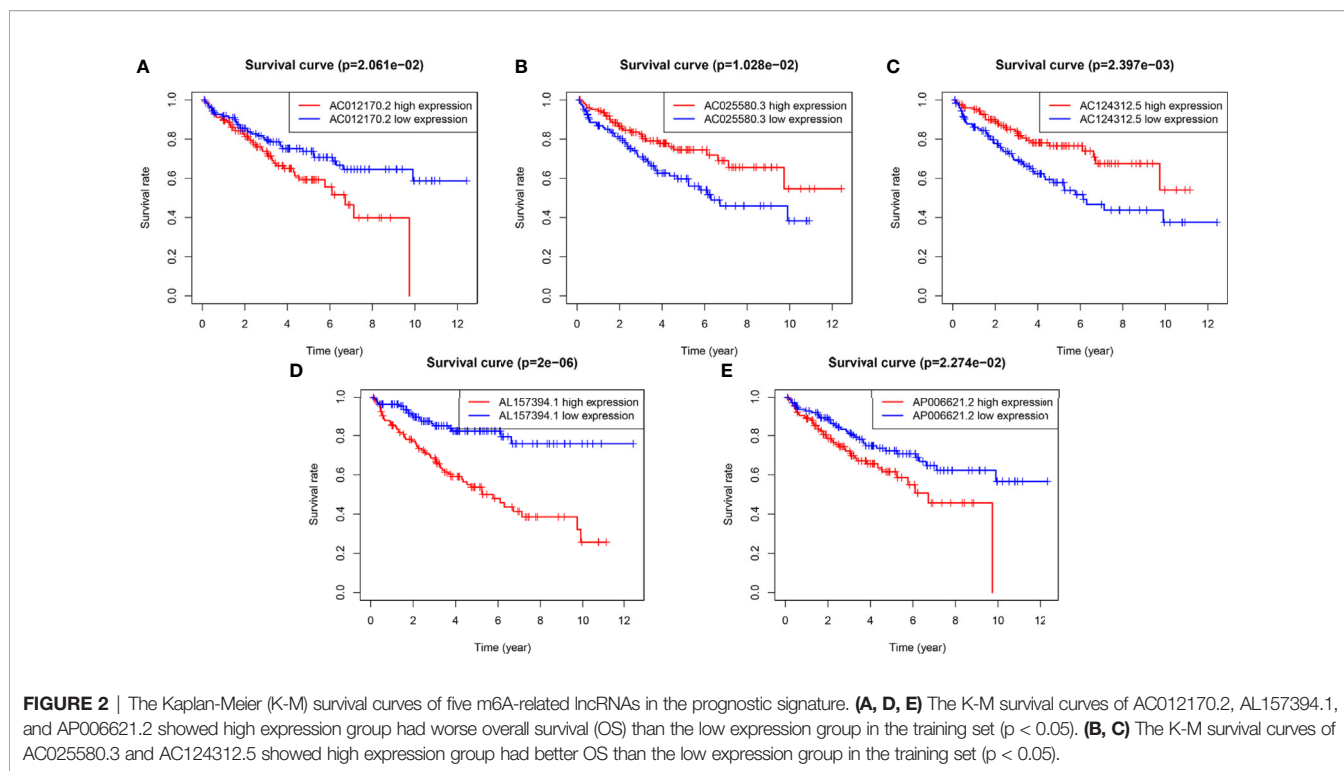 A
Survival curve (p=2.061e−02)
AC012170.2 high expression
AC012170.2 low expression
Survival rate
1.0
0.8
0.6
0.4
0.2
0.0
0 2 4 6 8 10 12
Time (year)
B
Survival curve (p=1.028e−02)
AC025580.3 high expression
AC025580.3 low expression
Survival rate
1.0
0.8
0.6
0.4
0.2
0.0
0 2 4 6 8 10 12
Time (year)
C
Survival curve (p=2.397e−03)
AC124312.5 high expression
AC124312.5 low expression
Survival rate
1.0
0.8
0.6
0.4
0.2
0.0
0 2 4 6 8 10 12
Time (year)
D
Survival curve (p=2e−06)
AL157394.1 high expression
AL157394.1 low expression
Survival rate
1.0
0.8
0.6
0.4
0.2
0.0
0 2 4 6 8 10 12
Time (year)
E
Survival curve (p=2.274e−02)
AP006621.2 high expression
AP006621.2 low expression
Survival rate
1.0
0.8
0.6
0.4
0.2
0.0
0 2 4 6 8 10 12
Time (year)
FIGURE 2 | The Kaplan-Meier (K-M) survival curves of five m6A-related lncRNAs in the prognostic signature. (A, D, E) The K-M survival curves of AC012170.2, AL157394.1,
and AP006621.2 showed high expression group had worse overall survival (OS) than the low expression group in the training set (p < 0.05). (B, C) The K-M survival curves of
AC025580.3 and AC124312.5 showed high expression group had better OS than the low expression group in the training set (p < 0.05).